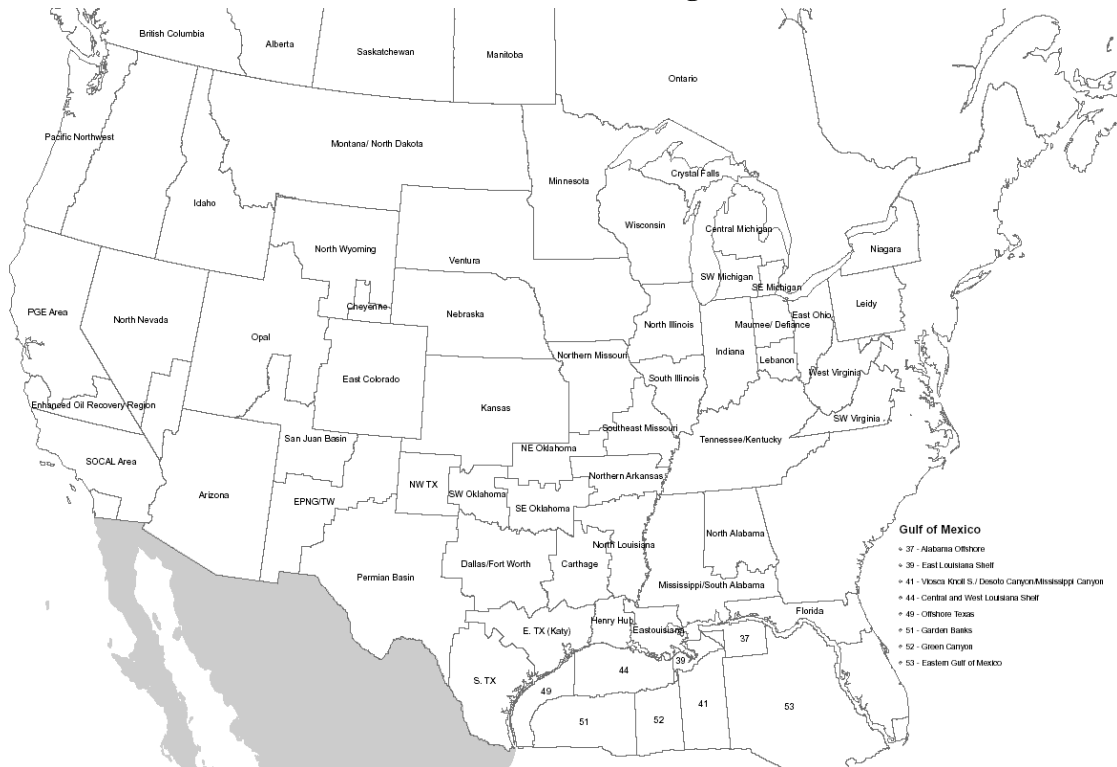 British Columbia
Alberta
Saskatchewan
Manitoba
Ontario
Pacific Northwest
Montana/ North Dakota
Minnesota
Crystal Falls
Idaho
Wisconsin
Central Michigan
North Wyoming
Niagara
Ventura
SW Michigan
SE Michigan
Cheyenne
Leidy
PGE Area
North Nevada
Nebraska
East Ohio
Opal
North Illinois
Maumee/ Defiance
Indiana
Northern Missouri
Lebanon
East Colorado
South Illinois
West Virginia
Enhanced Oil Recovery Region
Kansas
SW Virginia
Southeast Missouri
San Juan Basin
Tennessee/Kentucky
NE Oklahoma
SOCAL Area
Northern Arkansas
NW TX
SW Oklahoma
Arizona
EPNG/TW
SE Oklahoma
Gulf of Mexico
37 - Alabama Offshore
39 - East Louisiana Shelf
41 - Viosca Knoll S./ Desoto Canyon/Mississippi Canyon
44 - Central and West Louisiana Shelf
49 - Offshore Texas
51 - Garden Banks
52 - Green Canyon
53 - Eastern Gulf of Mexico
North Alabama
North Louisiana
Dallas/Fort Worth
Carthage
Permian Basin
Mississippi/South Alabama
Florida
Henry Hub
E. TX (Katy)
Eastouisiana
37
39
44
S. TX
49
41
53
51
52